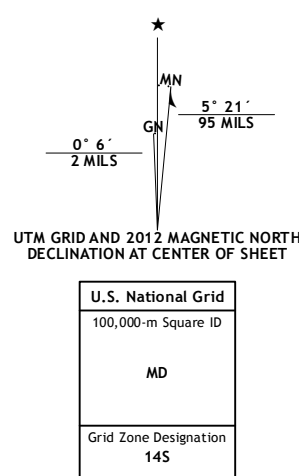 MN
5° 21´
95 MILS
GN
0° 6´
2 MILS
UTM GRID AND 2012 MAGNETIC NORTH
DECLINATION AT CENTER OF SHEET
U.S. National Grid
100,000-m Square ID
MD
Grid Zone Designation
14S